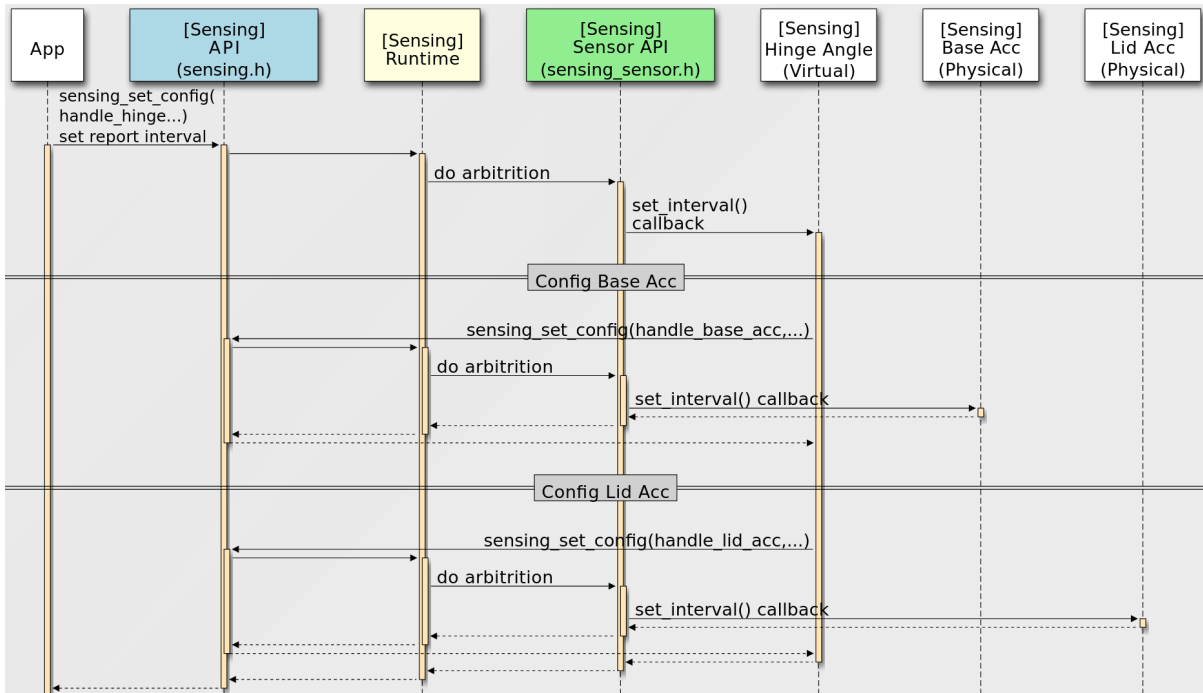 App
[Sensing]
API
(sensing.h)
[Sensing]
Runtime
[Sensing]
Sensor API
(sensing_sensor.h)
[Sensing]
Hinge Angle
(Virtual)
[Sensing]
Base Acc
(Physical)
[Sensing]
Lid Acc
(Physical)
sensing_set_config(
handle_hinge...)
set report interval
do arbitrition
set_interval()
callback
Config Base Acc
sensing_set_config(handle_base_acc,...)
do arbitrition
set_interval() callback
Config Lid Acc
sensing_set_config(handle_lid_acc,...)
do arbitrition
set_interval() callback